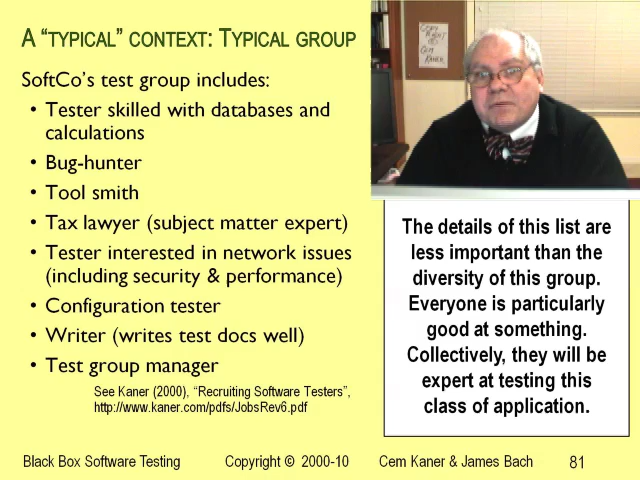 A “TYPICAL” CONTEXT: TYPICAL GROUP
SoftCo’s test group includes:
• Tester skilled with databases and
calculations
• Bug-hunter
• Tool smith
• Tax lawyer (subject matter expert)
• Tester interested in network issues
(including security & performance)
• Configuration tester
• Writer (writes test docs well)
• Test group manager
See Kaner (2000), “Recruiting Software Testers”,
http://www.kaner.com/pdfs/JobsRev6.pdf
COPY
RIGHT
CEM
KANER
The details of this list are
less important than the
diversity of this group.
Everyone is particularly
good at something.
Collectively, they will be
expert at testing this
class of application.
Black Box Software Testing Copyright © 2000-10 Cem Kaner & James Bach 81